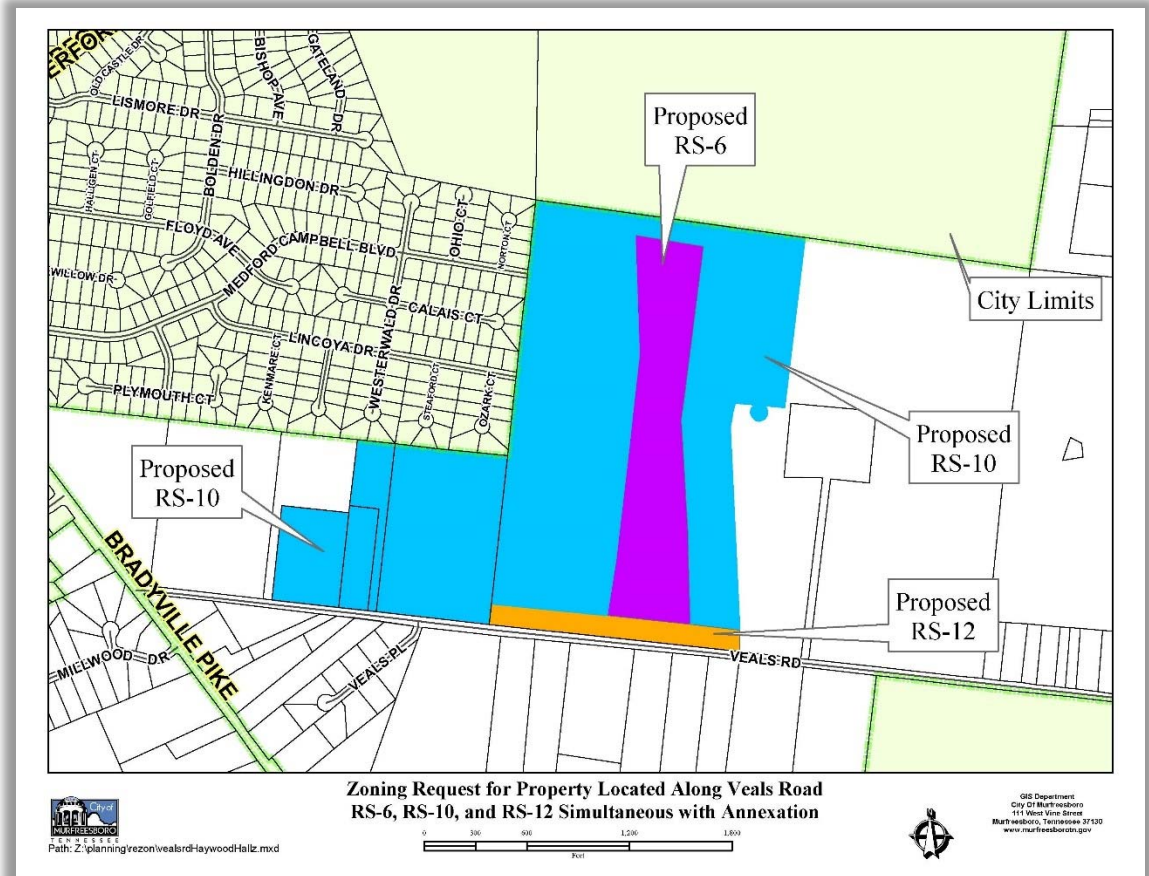 ERFORD
OLD CASTLE DR
LISMORE DR
BISHOP AVE
GATELAND DR
BOLDEN DR
HALLIGEN CT
GOLFIELD CT
HILLINGDON DR
FLOYD AVE
MEDFORD CAMPBELL BLVD
OHIO CT
NORTON CT
WILLOW DR
CALAIS CT
LINCOYA DR
KENMARE CT
WESTERWALD DR
STEAFORD CT
OZARK CT
PLYMOUTH CT
Proposed
RS-6
City Limits
Proposed
RS-10
Proposed
RS-10
Proposed
RS-12
BRADYVILLE PIKE
MILLWOOD DR
VEALS PL
VEALS RD
Zoning Request for Property Located Along Veals Road
RS-6, RS-10, and RS-12 Simultaneous with Annexation
City of
MURFREESBORO
TENNESSEE
Path: Z:\planning\rezon\vealsrdHaywoodHallz.mxd
0 300 600 1,200 1,800
Feet
GIS Department
City Of Murfreesboro
111 West Vine Street
Murfreesboro, Tennessee 37130
www.murfreesborotn.gov